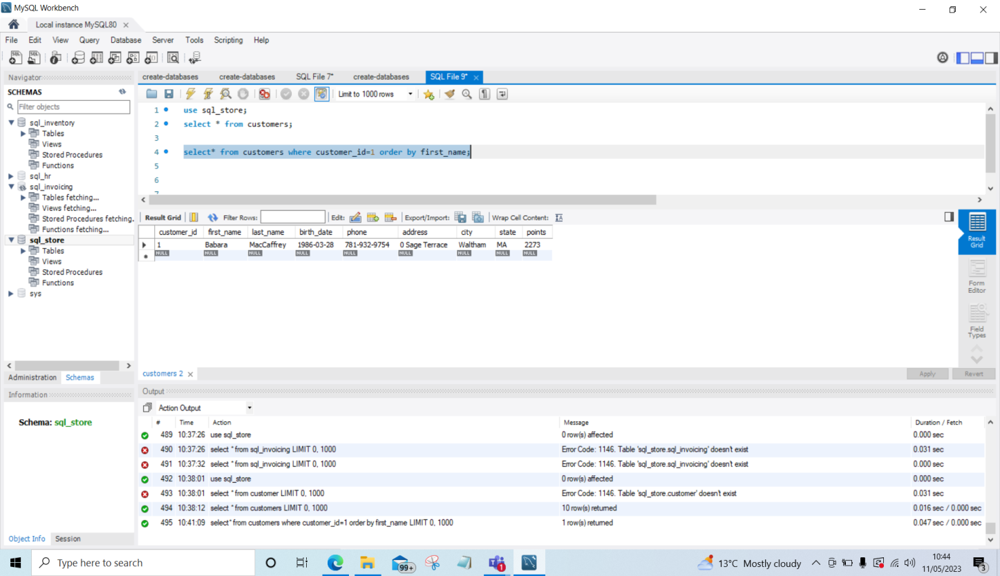 MySQL Workbench
Local instance MySQL80
File Edit View Query Database Server Tools Scripting Help
Navigator
SCHEMAS
Filter objects
sql_inventory
Tables
Views
Stored Procedures
Functions
sql_hr
sql_invoicing
Tables fetching...
Views fetching...
Stored Procedures fetching.
Functions fetching...
sql_store
Tables
Views
Stored Procedures
Functions
sys
Administration Schemas
Information
Schema: sql_store
Object Info Session
create-databases create-databases SQL File 7* create-databases SQL File 9*
Limit to 1000 rows
1 use sql_store;
2 select * from customers;
3
4 select* from customers where customer_id=1 order by first_name;
5
6
7
Result Grid Filter Rows: Edit: Export/Import: Wrap Cell Content:
customer_id first_name last_name birth_date phone address city state points
1 Babara MacCaffrey 1986-03-28 781-932-9754 0 Sage Terrace Waltham MA 2273
NULL NULL NULL NULL NULL NULL NULL NULL NULL
Result
Grid
Form
Editor
Field
Types
customers 2 Apply Revert
Output
Action Output
# Time Action Message Duration / Fetch
489 10:37:26 use sql_store 0 row(s) affected 0.000 sec
490 10:37:26 select * from sql_invoicing LIMIT 0, 1000 Error Code: 1146. Table 'sql_store.sql_invoicing' doesn't exist 0.031 sec
491 10:37:32 select * from sql_invoicing LIMIT 0, 1000 Error Code: 1146. Table 'sql_store.sql_invoicing' doesn't exist 0.031 sec
492 10:38:01 use sql_store 0 row(s) affected 0.000 sec
493 10:38:01 select * from customer LIMIT 0, 1000 Error Code: 1146. Table 'sql_store.customer' doesn't exist 0.031 sec
494 10:38:12 select * from customers LIMIT 0, 1000 10 row(s) returned 0.016 sec / 0.000 sec
495 10:41:09 select* from customers where customer_id=1 order by first_name LIMIT 0, 1000 1 row(s) returned 0.047 sec / 0.000 sec
Type here to search
99+
1
13°C Mostly cloudy
10:44
11/05/2023
3